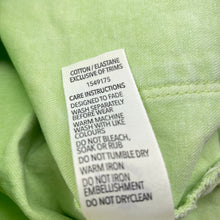 COTTON / ELASTANE
EXCLUSIVE OF TRIMS
1549175
CARE INSTRUCTIONS
DESIGNED TO FADE
WASH SEPARATELY
BEFORE WEAR
WARM MACHINE
WASH WITH LIKE
COLOURS
DO NOT BLEACH,
SOAK OR RUB
DO NOT TUMBLE DRY
WARM IRON
DO NOT IRON
EMBELLISHMENT
DO NOT DRYCLEAN